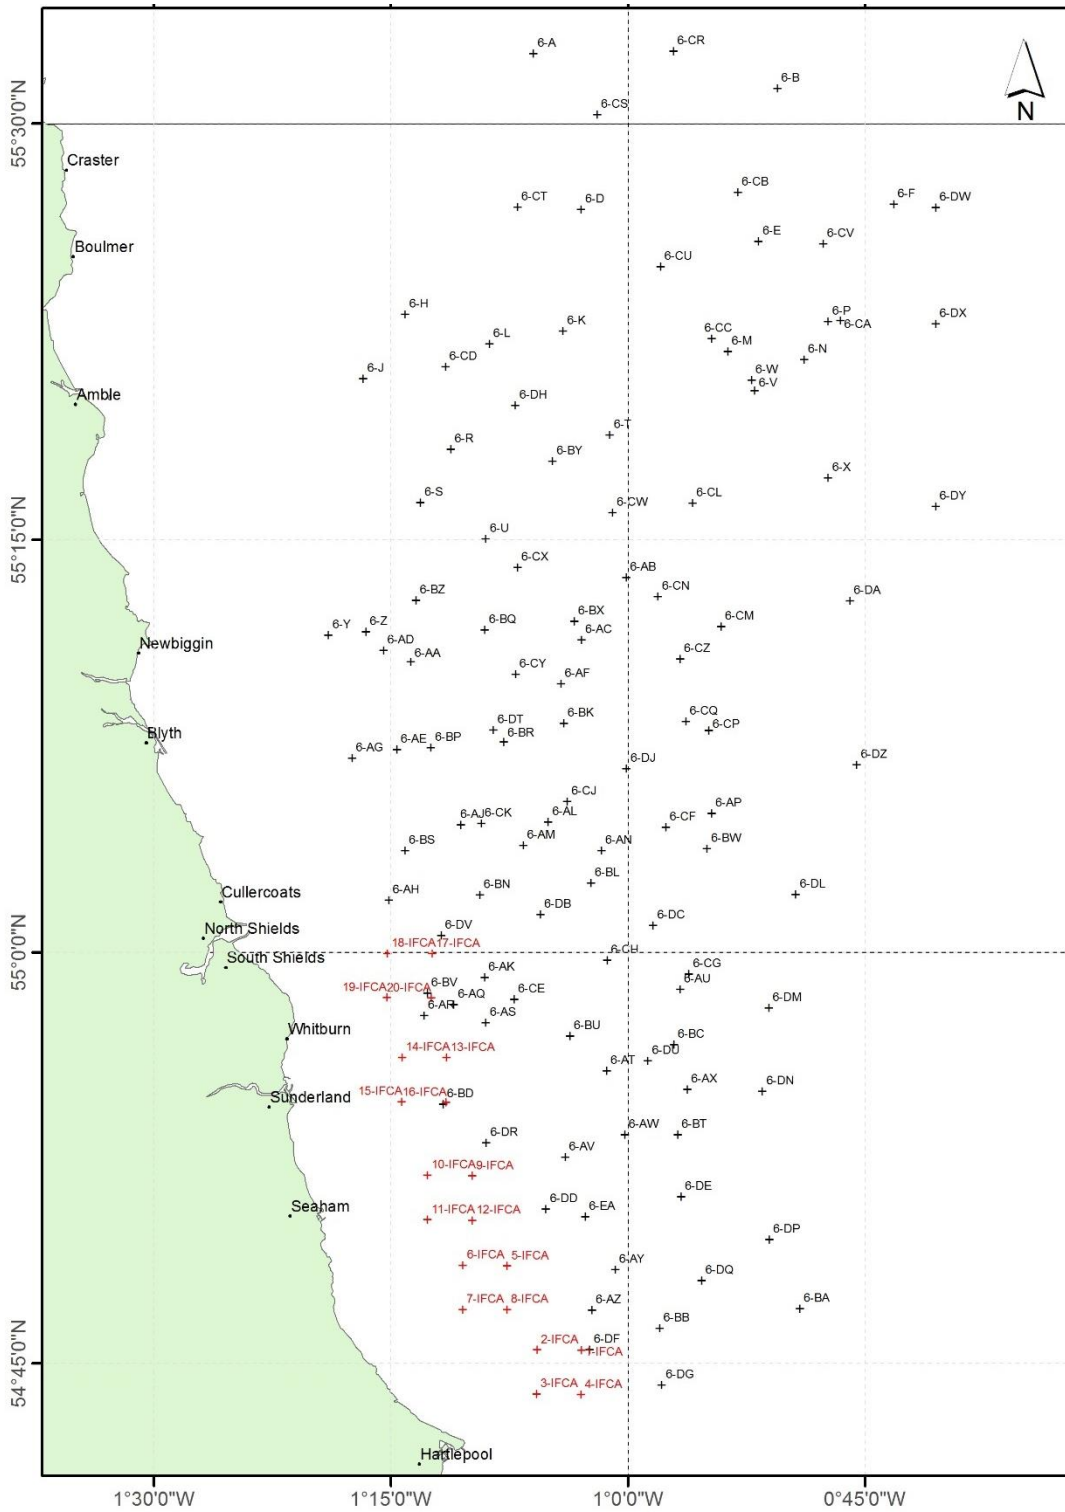 6-A
6-CR
6-B
6-CS
N
55°30'0"N
Craster
6-CB
6-CT
6-D
6-F
6-DW
Boulmer
6-E
6-CV
6-CU
6-H
6-K
6-P
6-CA
6-DX
6-L
6-CC
6-M
6-CD
6-N
6-J
6-W
6-V
Amble
6-DH
6-T
6-R
6-BY
6-X
6-S
6-CW
6-CL
6-DY
55°15'0"N
6-U
6-CX
6-AB
6-CN
6-DA
6-BZ
6-BX
6-Y
6-Z
6-BQ
6-AC
6-CM
Newbiggin
6-AD
6-AA
6-CZ
6-CY
6-AF
6-BK
6-CQ
6-CP
6-DT
6-BR
Blyth
6-AG
6-AE
6-BP
6-DJ
6-DZ
6-CJ
6-AP
6-AJ
6-CK
6-AL
6-CF
6-BS
6-AM
6-AN
6-BW
6-BL
Cullercoats
6-AH
6-BN
6-DL
6-DB
6-DC
North Shields
6-DV
18-IFCA
17-IFCA
55°0'0"N
South Shields
6-CH
6-CG
6-AK
6-AU
19-IFCA
20-IFCA
6-BV
6-AQ
6-CE
6-DM
6-AR
6-AS
Whitburn
6-BU
6-BC
14-IFCA
13-IFCA
6-DU
6-AT
6-AX
6-DN
15-IFCA
16-IFCA
6-BD
Sunderland
6-DR
6-AW
6-BT
6-AV
10-IFCA
9-IFCA
6-DE
Seaham
11-IFCA
12-IFCA
6-DD
6-EA
6-DP
6-IFCA
5-IFCA
6-AY
6-DQ
7-IFCA
8-IFCA
6-AZ
6-BA
6-BB
2-IFCA
6-DF
1-IFCA
54°45'0"N
3-IFCA
4-IFCA
6-DG
Hartlepool
1°30'0"W
1°15'0"W
1°0'0"W
0°45'0"W